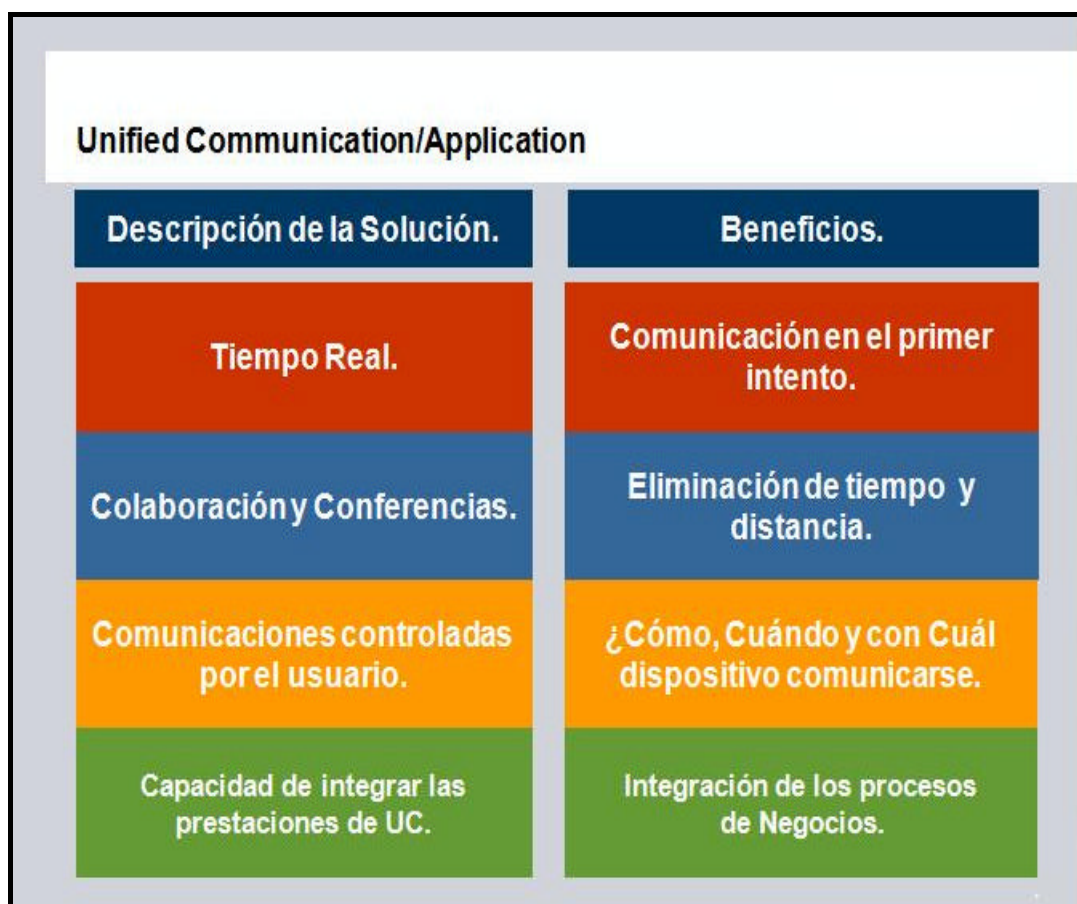 Unified Communication/Application
Descripción de la Solución.
Beneficios.
Tiempo Real.
Comunicación en el primer
intento.
Colaboración y Conferencias.
Eliminación de tiempo y
distancia.
Comunicaciones controladas
por el usuario.
¿Cómo, Cuándo y con Cuál
dispositivo comunicarse.
Capacidad de integrar las
prestaciones de UC.
Integración de los procesos
de Negocios.